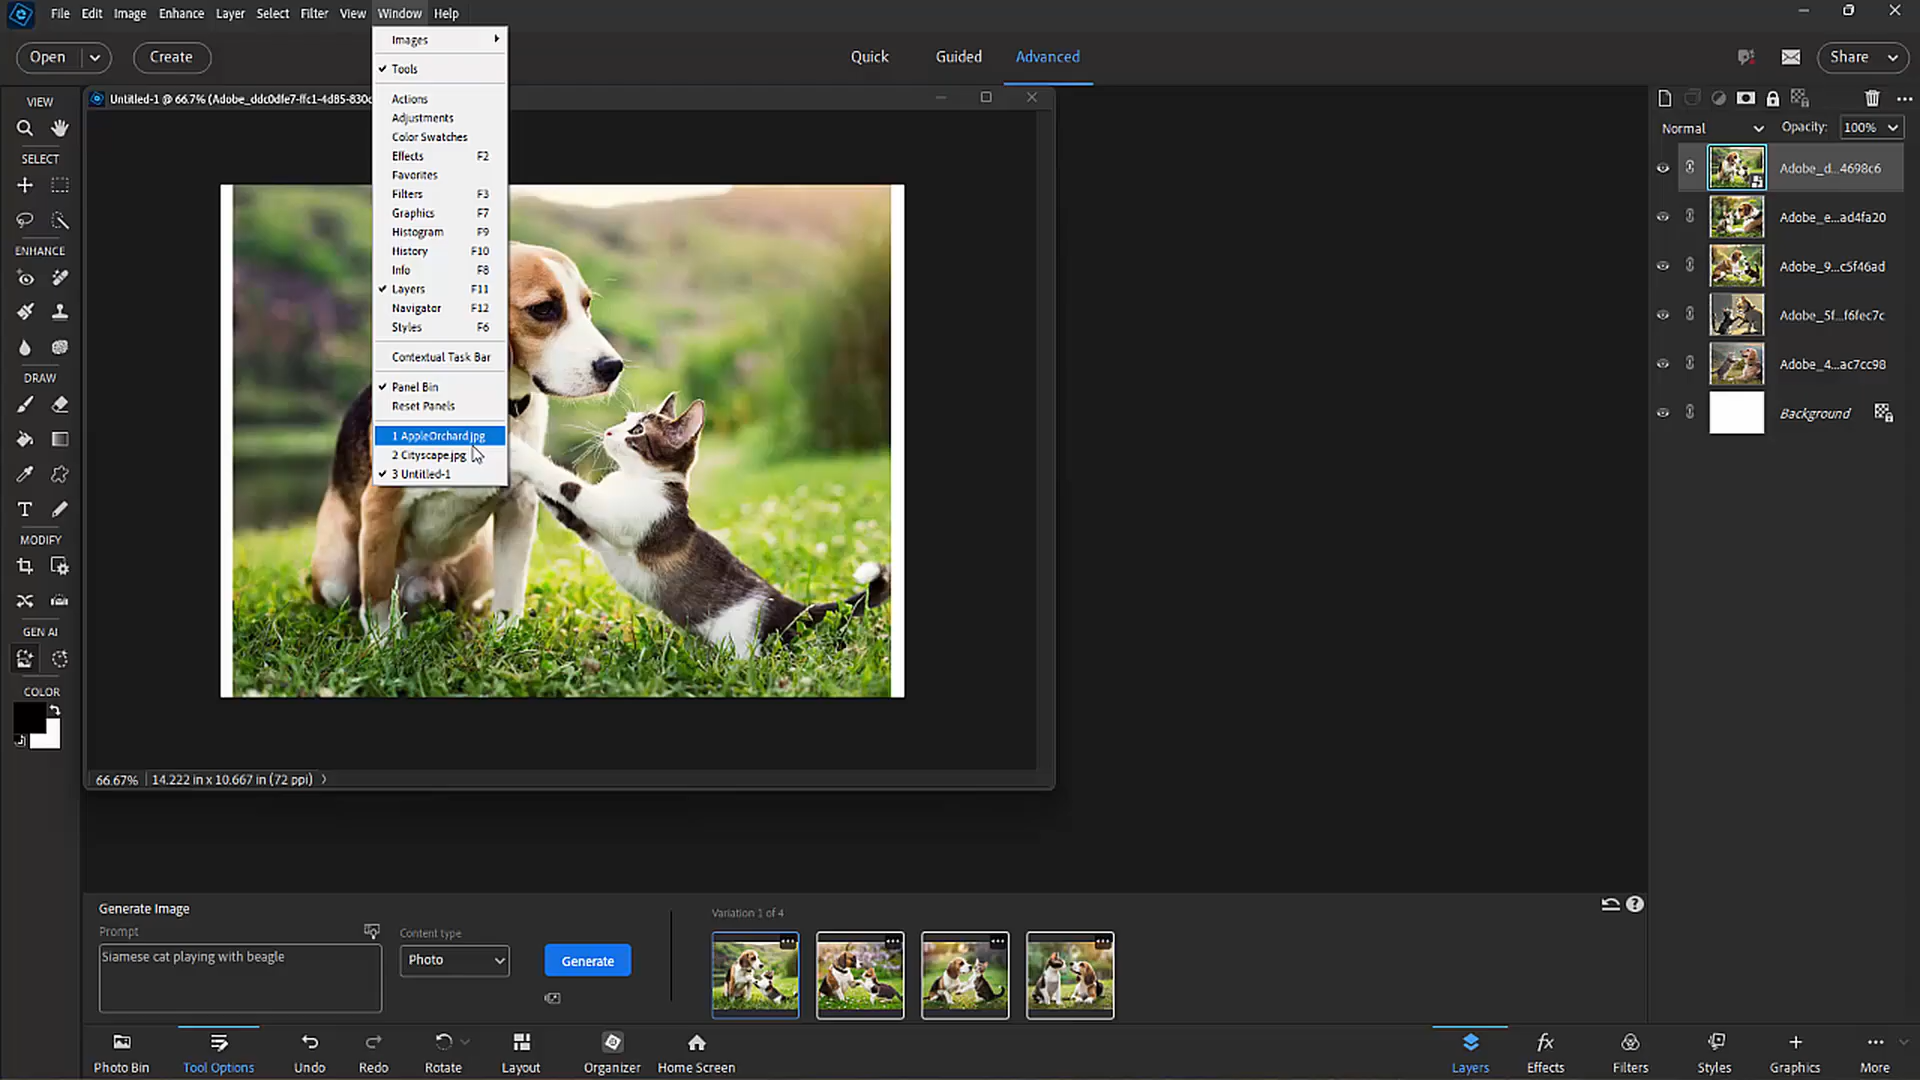 File Edit Image Enhance Layer Select Filter View Window Help
Open Create Quick Guided Advanced Share
Images
Tools
Actions
Adjustments
Color Swatches
Effects F2
Favorites
Filters F3
Graphics F7
Histogram F9
History F10
Info F8
Layers F11
Navigator F12
Styles F6
Contextual Task Bar
Panel Bin
Reset Panels
1 AppleOrchard.jpg
2 Cityscape.jpg
3 Untitled-1
VIEW
SELECT
ENHANCE
DRAW
MODIFY
GEN AI
COLOR
Untitled-1 @ 66.7% (Adobe_ddc0dfe7-ffc1-4d85-830c
66.67% 14.222 in x 10.667 in (72 ppi)
Normal Opacity: 100%
Adobe_d...4698c6
Adobe_e...ad4fa20
Adobe_9...c5f46ad
Adobe_5f...f6fec7c
Adobe_4...ac7cc98
Background
Generate Image
Prompt
Siamese cat playing with beagle
Content type
Photo
Generate
Variation 1 of 4
Photo Bin Tool Options Undo Redo Rotate Layout Organizer Home Screen Layers Effects Filters Styles Graphics More